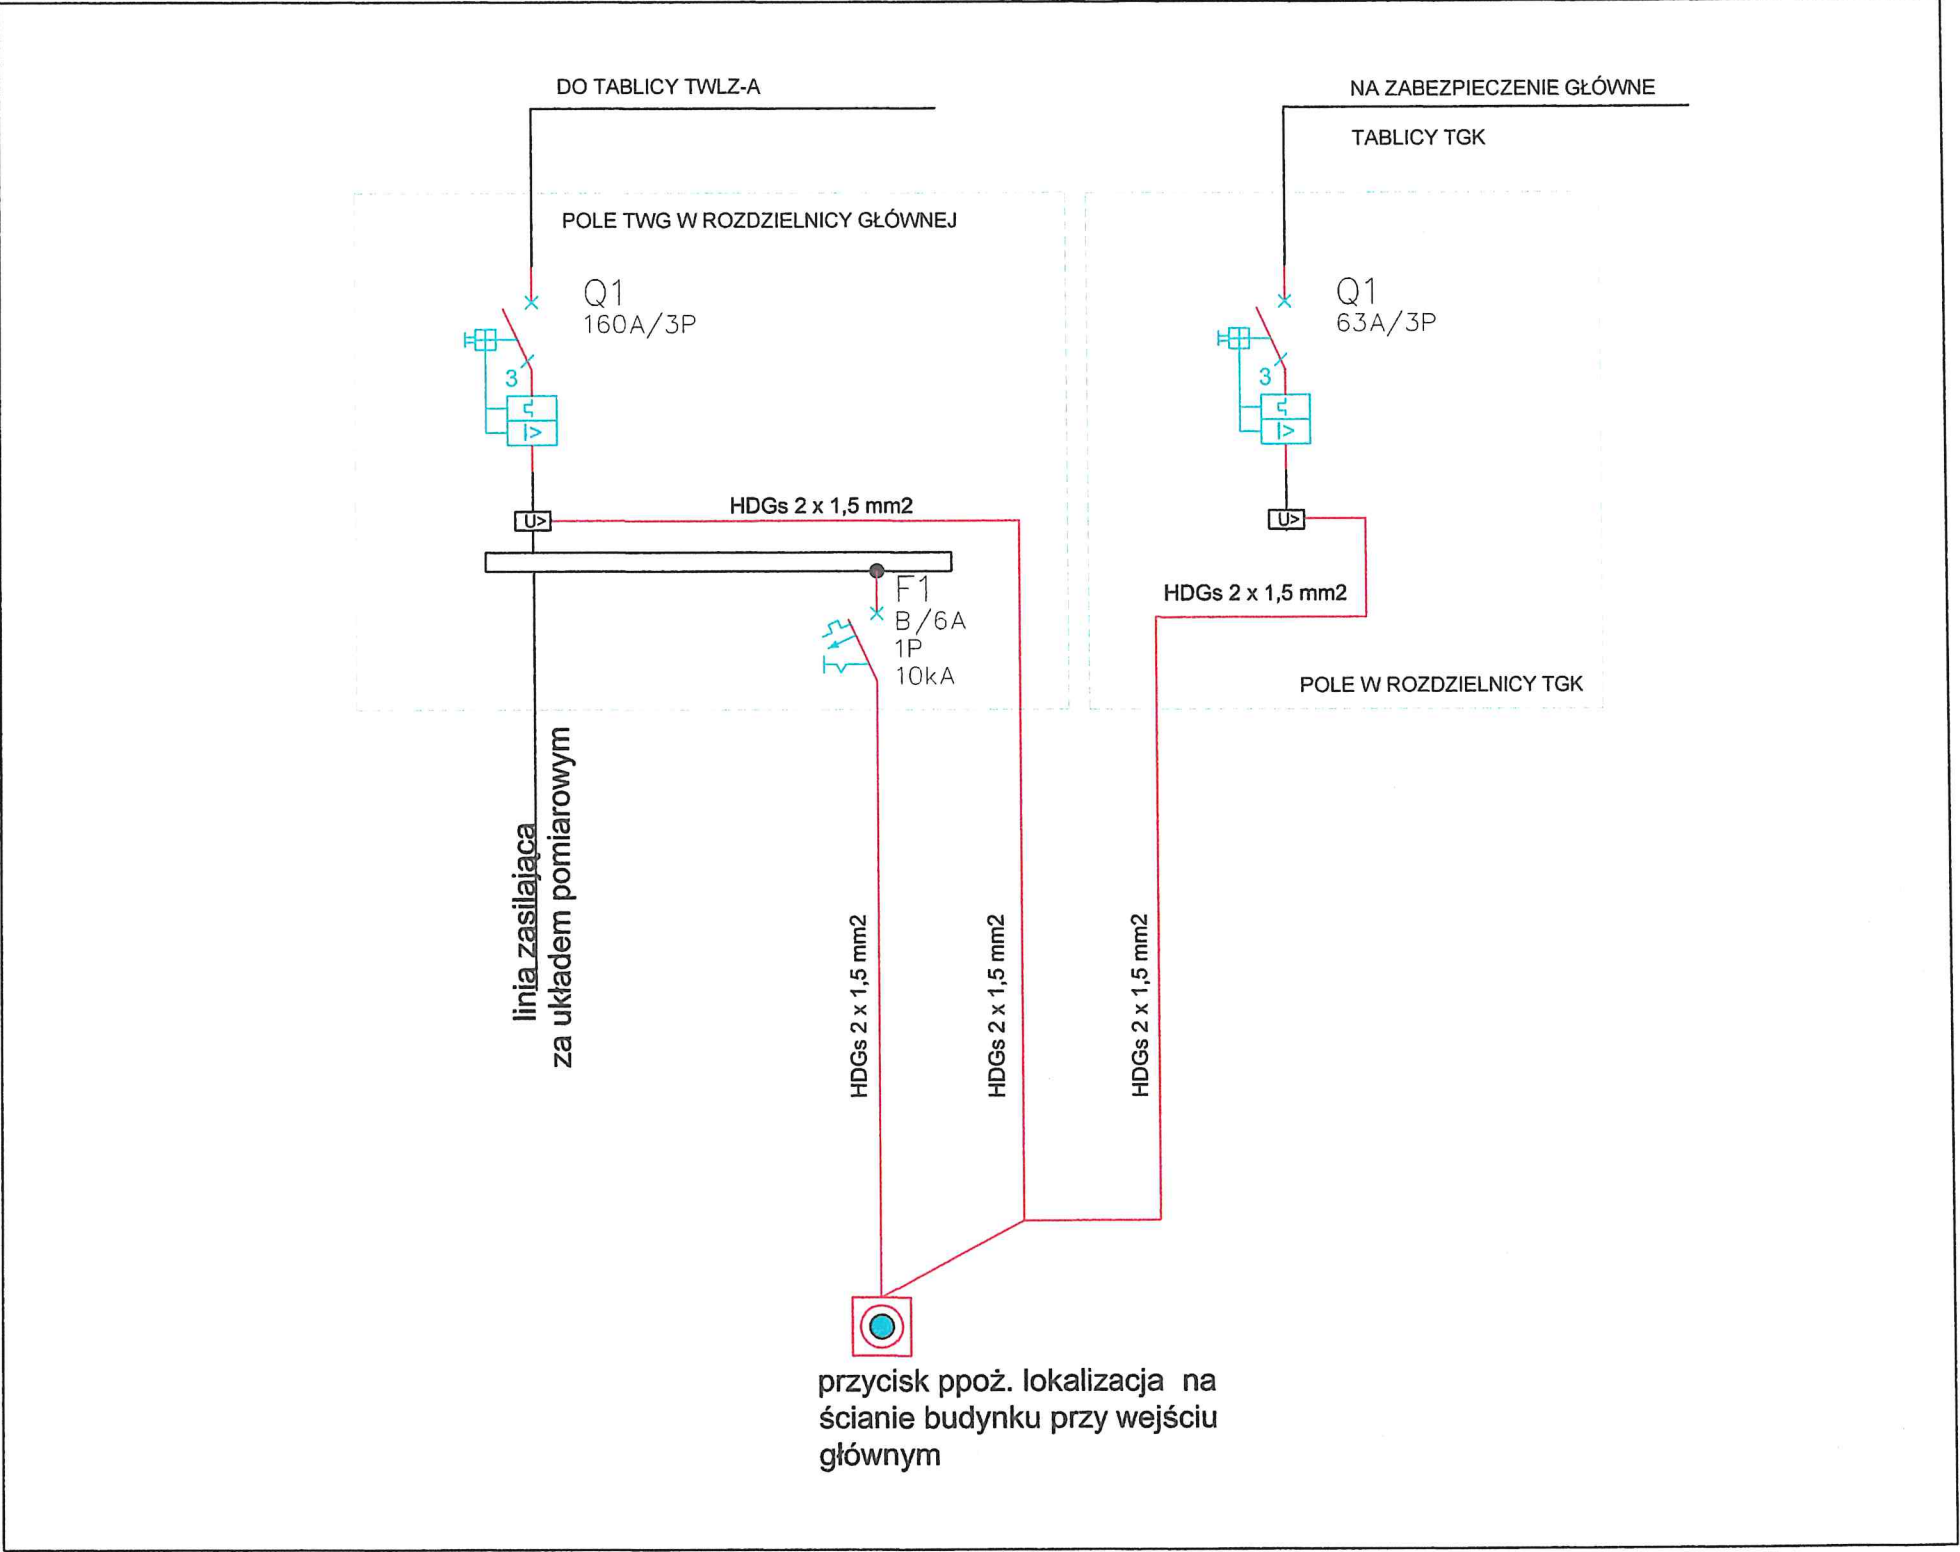 DO TABLICY TWLZ-A
NA ZABEZPIECZENIE GŁÓWNE
TABLICY TGK
POLE TWG W ROZDZIELNICY GŁÓWNEJ
Q1
160A/3P
3
I>
Q1
63A/3P
3
I>
U>
HDGs 2 x 1,5 mm2
U>
HDGs 2 x 1,5 mm2
F1
B/6A
1P
10kA
POLE W ROZDZIELNICY TGK
linia zasilająca
za układem pomiarowym
HDGs 2 x 1,5 mm2
HDGs 2 x 1,5 mm2
HDGs 2 x 1,5 mm2
przycisk ppoż. lokalizacja na
ścianie budynku przy wejściu
głównym